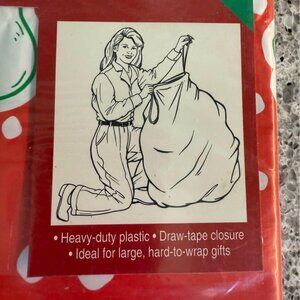 • Heavy-duty plastic • Draw-tape closure
• Ideal for large, hard-to-wrap gifts